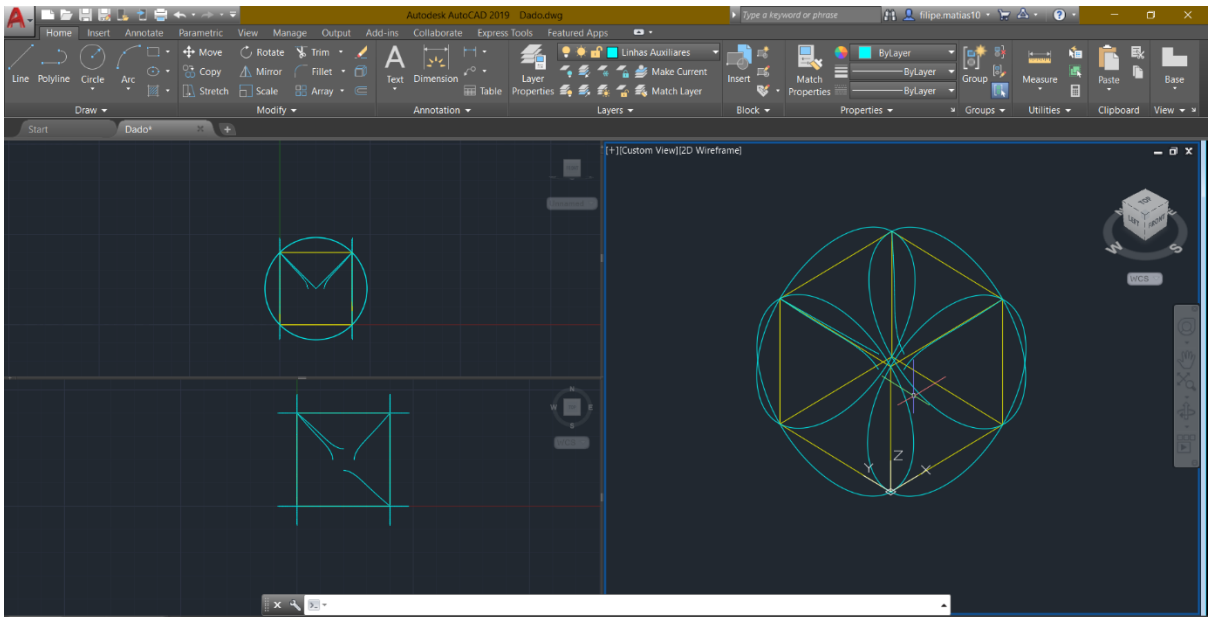 A Autodesk AutoCAD 2019 Dado.dwg Type a keyword or phrase filipe.matias10
Home Insert Annotate Parametric View Manage Output Add-ins Collaborate Express Tools Featured Apps
Line Polyline Circle Arc Move Rotate Trim Copy Mirror Fillet Stretch Scale Array
Text Dimension Table
Layer Properties Linhas Auxiliares Make Current Match Layer
Insert Match Properties ByLayer ByLayer ByLayer Group Measure Paste Base
Draw Modify Annotation Layers Block Properties Groups Utilities Clipboard View
Start Dado*
[+][Custom View][2D Wireframe]
TOP
LEFT FRONT
W S
WCS
N
W E
S
WCS
Z
Y X